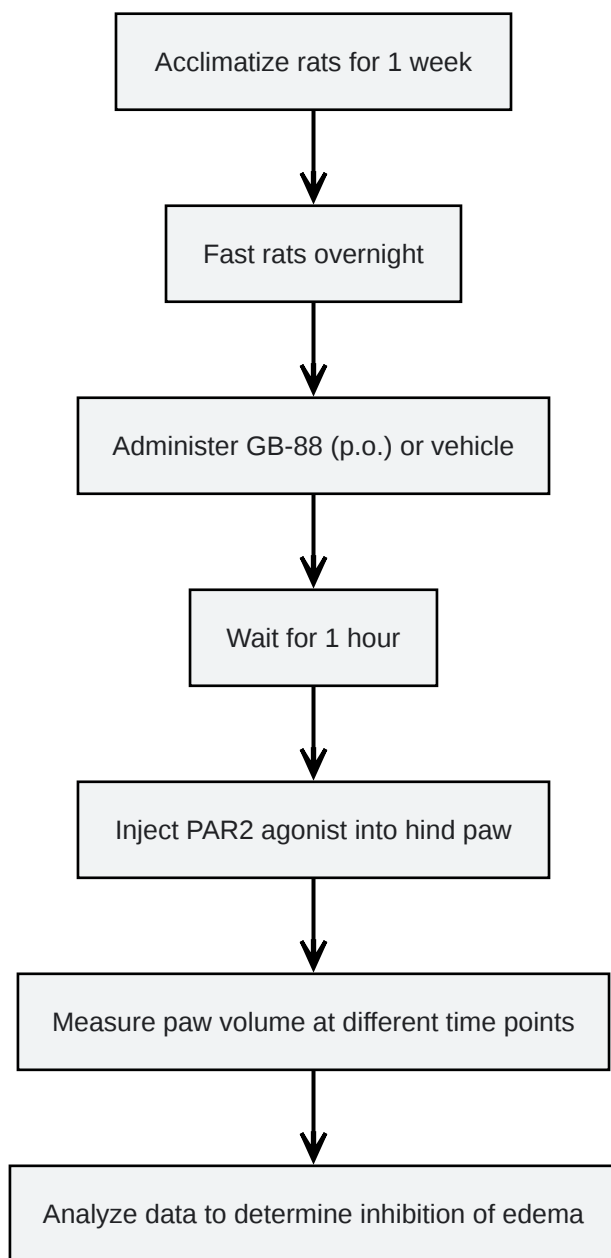 Acclimatize rats for 1 week
Fast rats overnight
Administer GB-88 (p.o.) or vehicle
Wait for 1 hour
Inject PAR2 agonist into hind paw
Measure paw volume at different time points
Analyze data to determine inhibition of edema